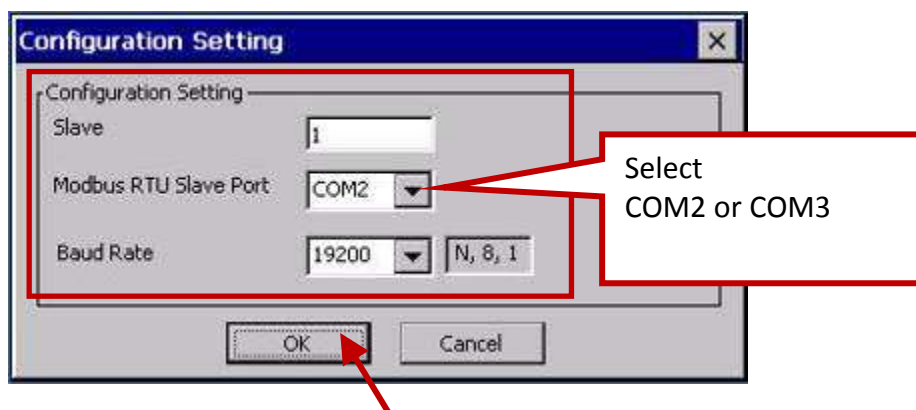 Configuration Setting
Configuration Setting
Slave
1
Modbus RTU Slave Port
COM2
Select
COM2 or COM3
Baud Rate
19200
N, 8, 1
OK
Cancel